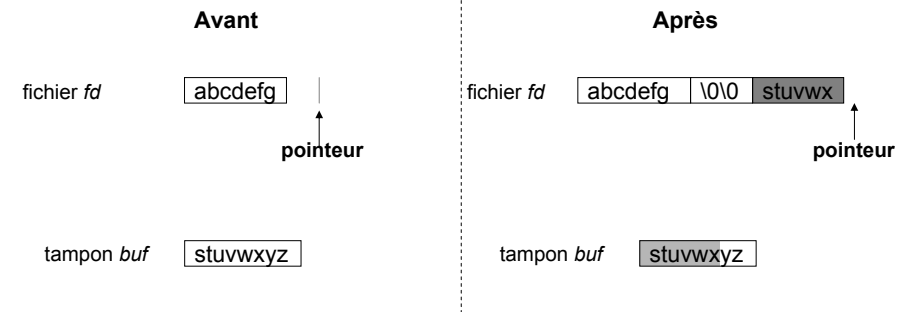 Avant
fichier fd
abcdefg
pointeur
tampon buf
stuvwxyz
Après
fichier fd
abcdefg \0\0 stuvwx
pointeur
tampon buf
stuvwxyz